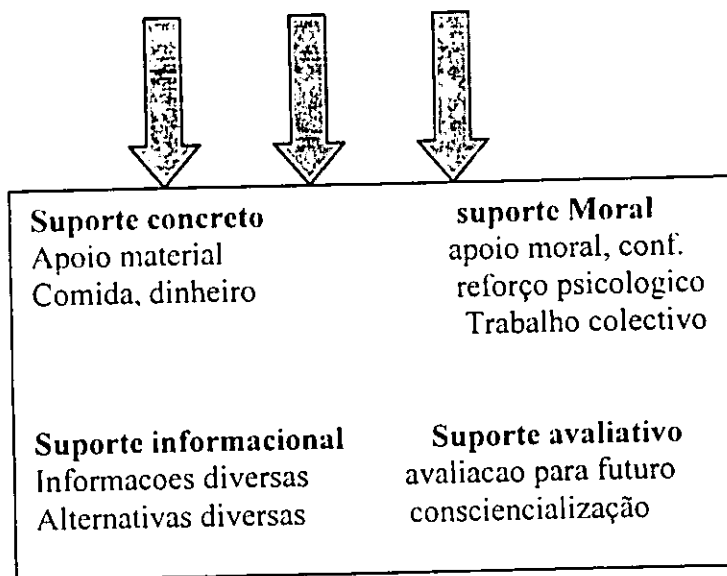 Suporte concreto
Apoio material
Comida, dinheiro
suporte Moral
apoio moral, conf.
reforço psicologico
Trabalho colectivo
Suporte informacional
Informacoes diversas
Alternativas diversas
Suporte avaliativo
avaliacao para futuro
consciencialização